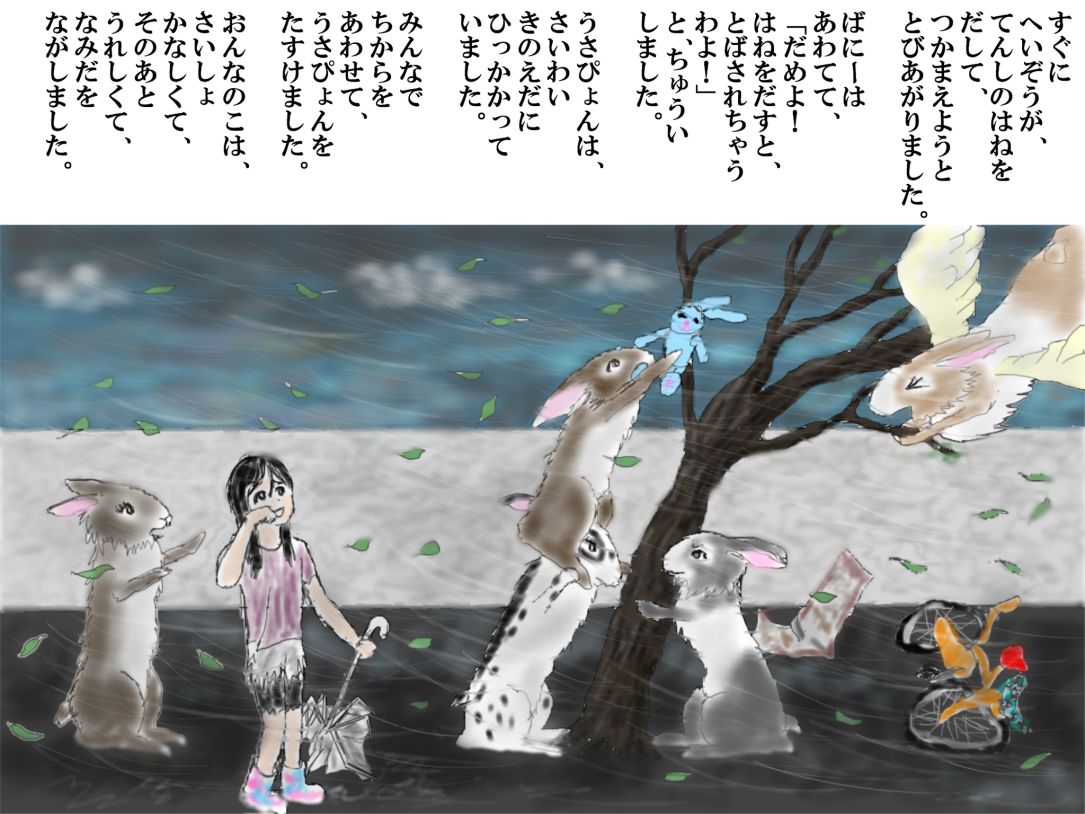 すぐに
へいぞうが、
てんしのはねを
だして、
つかまえようと
とびあがりました。
ばにーは
あわてて、
「だめよ！
はねをだすと、
とばされちゃう
わよ！」
と、ちゅうい
しました。
うさぴょんは、
さいわい
きのえだに
ひっかかって
いました。
みんなで
ちからを
あわせて、
うさぴょんを
たすけました。
おんなのこは、
さいしょ
かなしくて、
そのあと
うれしくて、
なみだを
ながしました。